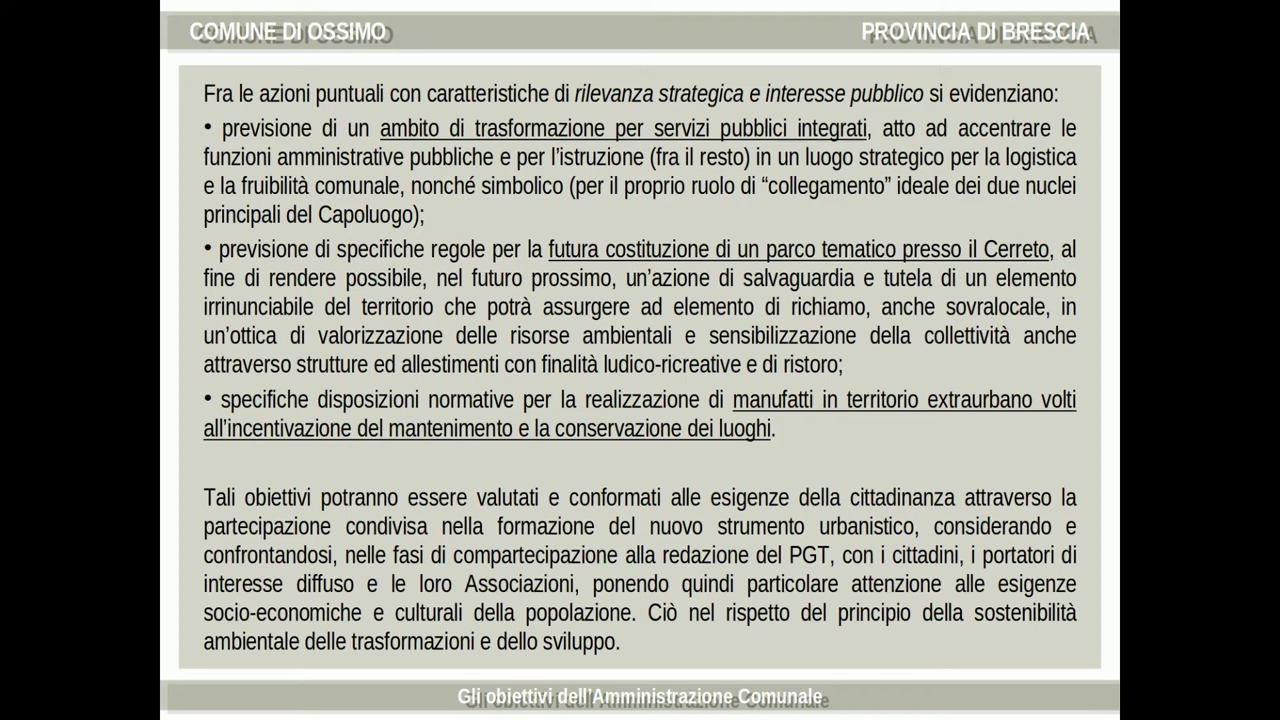 COMUNE DI OSSIMO
PROVINCIA DI BRESCIA
Fra le azioni puntuali con caratteristiche di rilevanza strategica e interesse pubblico si evidenziano:
• previsione di un ambito di trasformazione per servizi pubblici integrati, atto ad accentrare le
funzioni amministrative pubbliche e per l’istruzione (fra il resto) in un luogo strategico per la logistica
e la fruibilità comunale, nonché simbolico (per il proprio ruolo di “collegamento” ideale dei due nuclei
principali del Capoluogo);
• previsione di specifiche regole per la futura costituzione di un parco tematico presso il Cerreto, al
fine di rendere possibile, nel futuro prossimo, un’azione di salvaguardia e tutela di un elemento
irrinunciabile del territorio che potrà assurgere ad elemento di richiamo, anche sovralocale, in
un’ottica di valorizzazione delle risorse ambientali e sensibilizzazione della collettività anche
attraverso strutture ed allestimenti con finalità ludico-ricreative e di ristoro;
• specifiche disposizioni normative per la realizzazione di manufatti in territorio extraurbano volti
all’incentivazione del mantenimento e la conservazione dei luoghi.
Tali obiettivi potranno essere valutati e conformati alle esigenze della cittadinanza attraverso la
partecipazione condivisa nella formazione del nuovo strumento urbanistico, considerando e
confrontandosi, nelle fasi di compartecipazione alla redazione del PGT, con i cittadini, i portatori di
interesse diffuso e le loro Associazioni, ponendo quindi particolare attenzione alle esigenze
socio-economiche e culturali della popolazione. Ciò nel rispetto del principio della sostenibilità
ambientale delle trasformazioni e dello sviluppo.
Gli obiettivi dell’Amministrazione Comunale